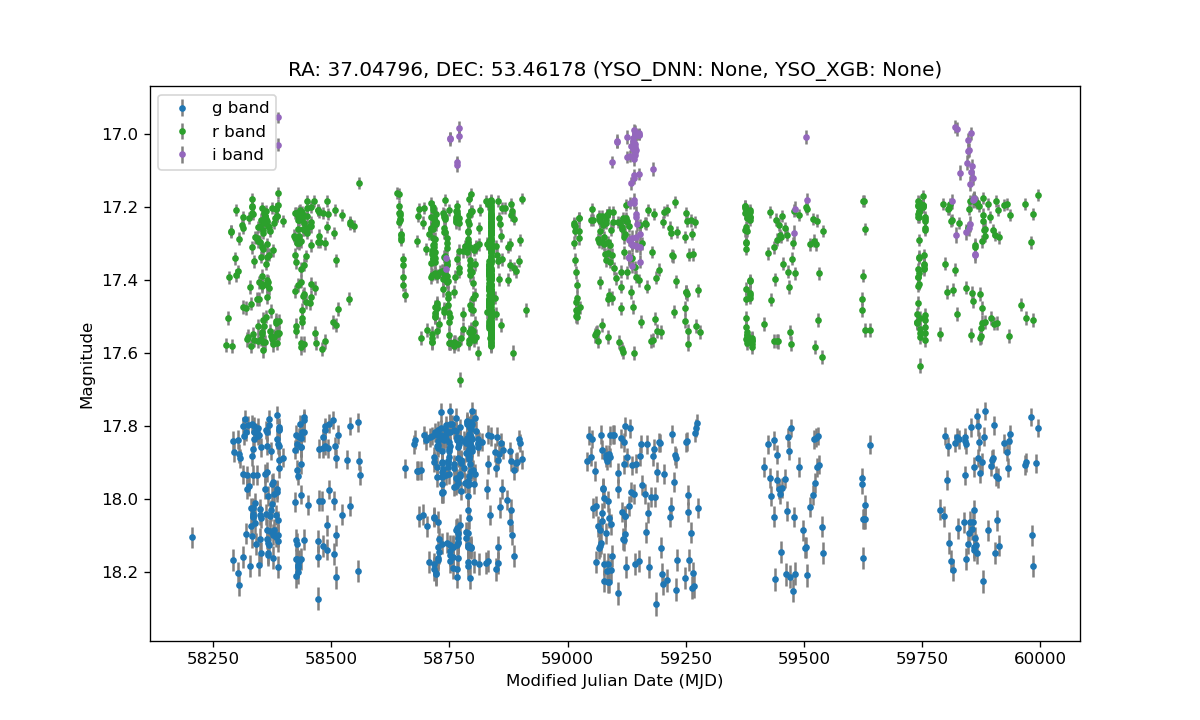 RA: 37.04796, DEC: 53.46178 (YSO_DNN: None, YSO_XGB: None)
g band
r band
i band
17.0
17.2
17.4
17.6
17.8
18.0
18.2
Magnitude
58250 58500 58750 59000 59250 59500 59750 60000
Modified Julian Date (MJD)